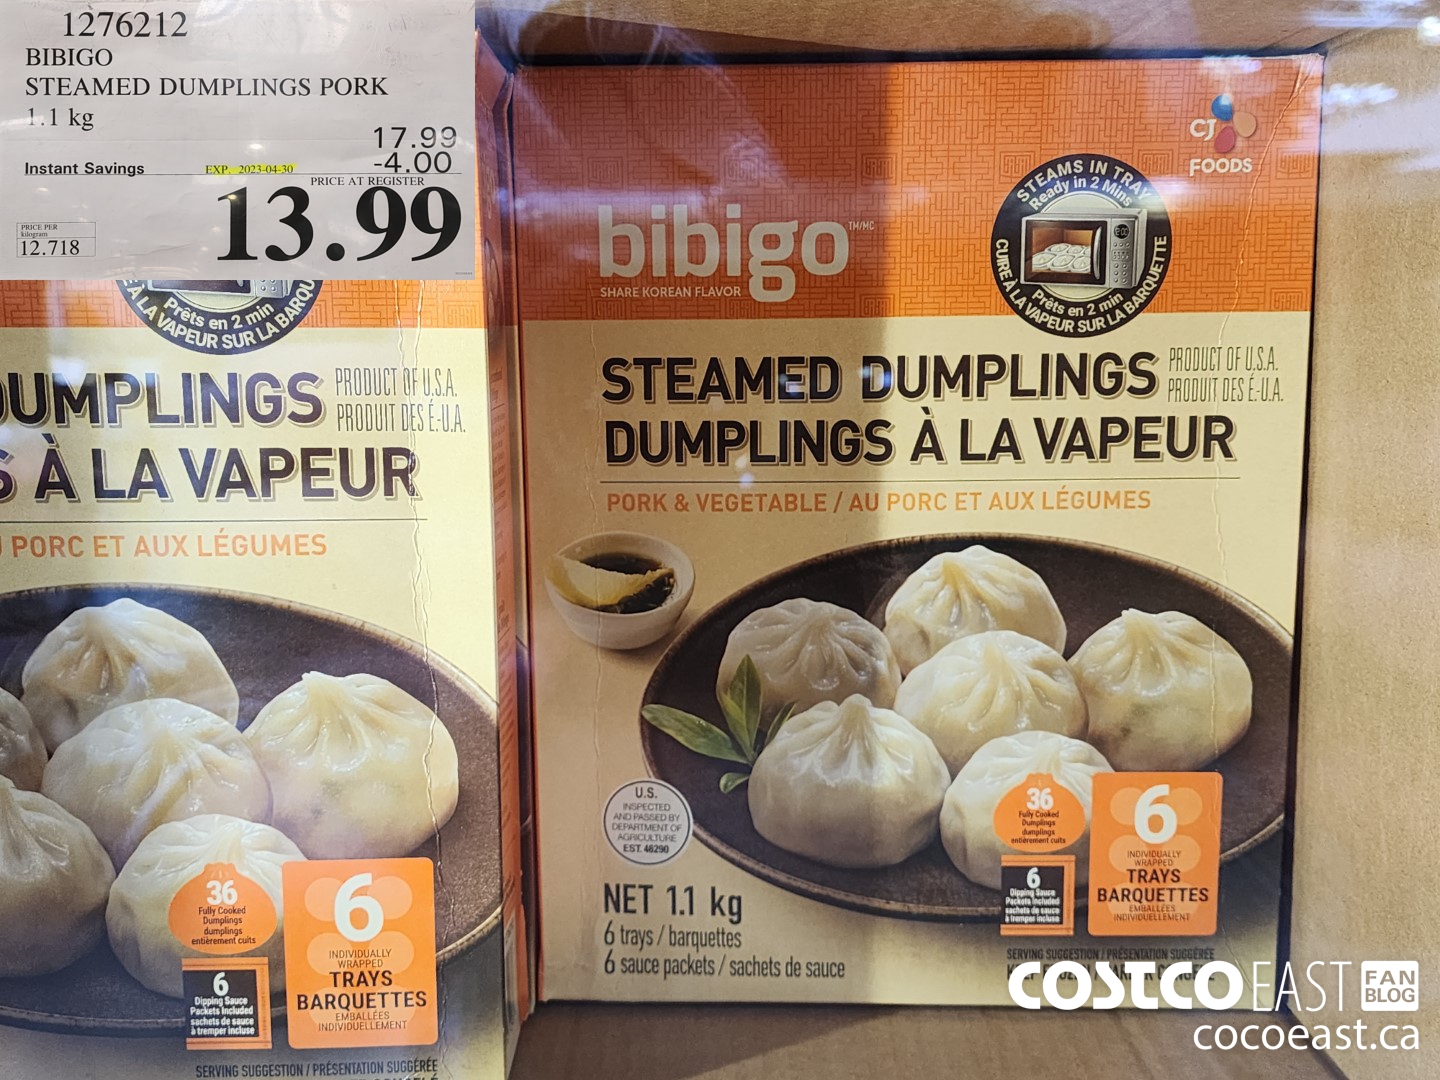 1276212
BIBIGO
STEAMED DUMPLINGS PORK
1.1 kg
17.99
Instant Savings EXP. 2023-04-30 -4.00
PRICE AT REGISTER
13.99
PRICE PER
kilogram
12.718
Prêts en 2 min
À LA VAPEUR SUR LA BARQU
DUMPLINGS
PRODUCT OF U.S.A.
PRODUIT DES É.-U.A.
S À LA VAPEUR
U PORC ET AUX LÉGUMES
36
Fully Cooked
Dumplings
dumplings
entièrement cuits
6
Dipping Sauce
Packets Included
sachets de sauce
à tremper incluse
6
INDIVIDUALLY
WRAPPED
TRAYS
BARQUETTES
EMBALLÉES
INDIVIDUELLEMENT
SERVING SUGGESTION / PRÉSENTATION SUGGÉRÉE
CJ
FOODS
bibigo TM/MC
SHARE KOREAN FLAVOR
STEAMS IN TRAY
Ready in 2 Mins
Prêts en 2 min
CUIRE À LA VAPEUR SUR LA BARQUETTE
STEAMED DUMPLINGS
PRODUCT OF U.S.A.
PRODUIT DES É.-U.A.
DUMPLINGS À LA VAPEUR
PORK & VEGETABLE / AU PORC ET AUX LÉGUMES
U.S.
INSPECTED
AND PASSED BY
DEPARTMENT OF
AGRICULTURE
EST. 46290
NET 1.1 kg
6 trays / barquettes
6 sauce packets / sachets de sauce
36
Fully Cooked
Dumplings
dumplings
entièrement cuits
6
Dipping Sauce
Packets Included
sachets de sauce
à tremper incluse
6
INDIVIDUALLY
WRAPPED
TRAYS
BARQUETTES
EMBALLÉES
INDIVIDUELLEMENT
SERVING SUGGESTION / PRÉSENTATION SUGGÉRÉE
COSTCO EAST FAN BLOG
cocoeast.ca